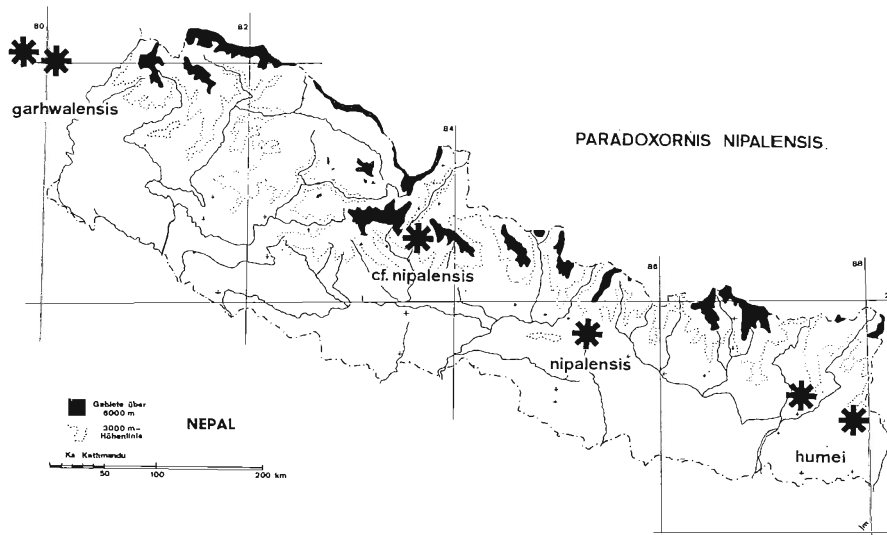 80
82
garhwalensis
84
PARADOXORNIS NIPALENSIS.
cf. nipalensis
86
88
nipalensis
Gebiete über
6000 m
3000 m-
Höhenlinie
NEPAL
Ka Kathmandu
50 100 200 km
humei